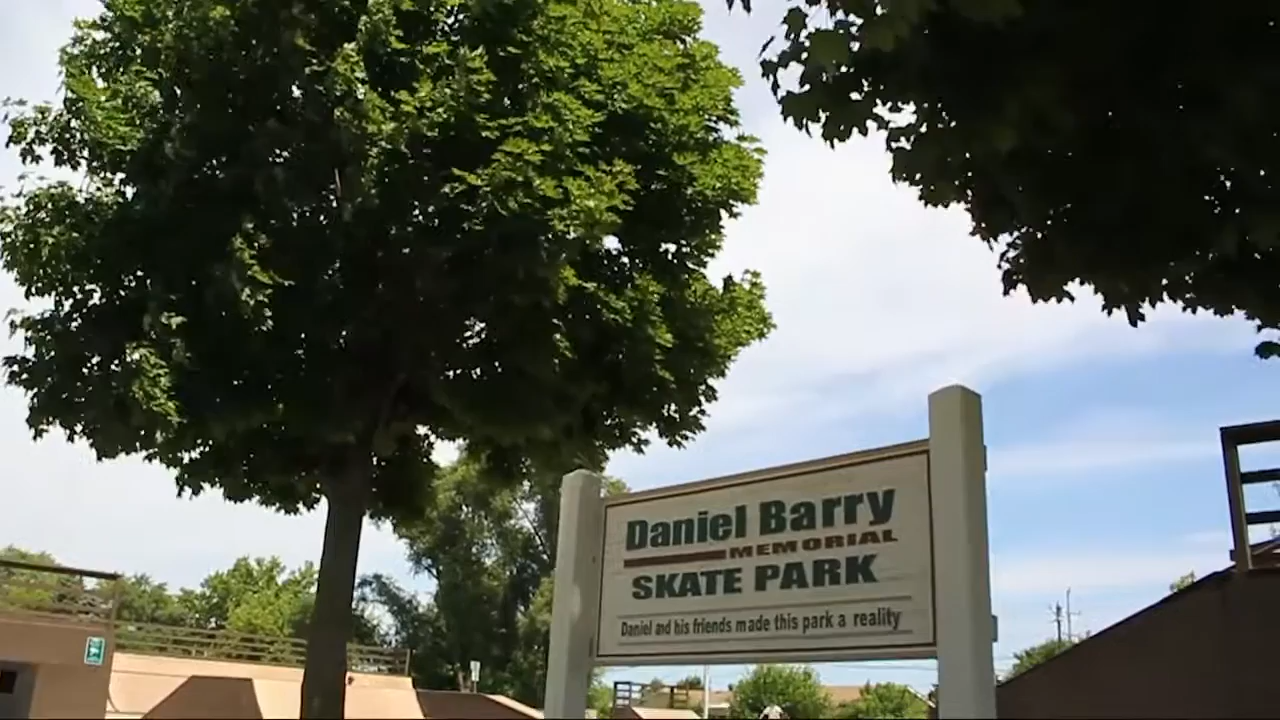 Daniel Barry
MEMORIAL
SKATE PARK
Daniel and his friends made this park a reality